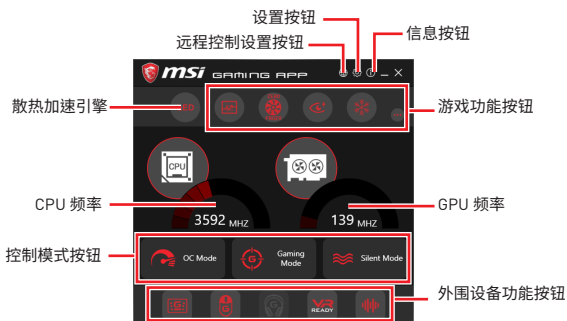 设置按钮
远程控制设置按钮
信息按钮
msi GAMING APP
散热加速引擎
ED
游戏功能按钮
CPU
CPU 频率
GPU 频率
3592 MHZ
139 MHZ
控制模式按钮
OC Mode
G
Gaming Mode
Silent Mode
外围设备功能按钮
G
G
G
VR READY